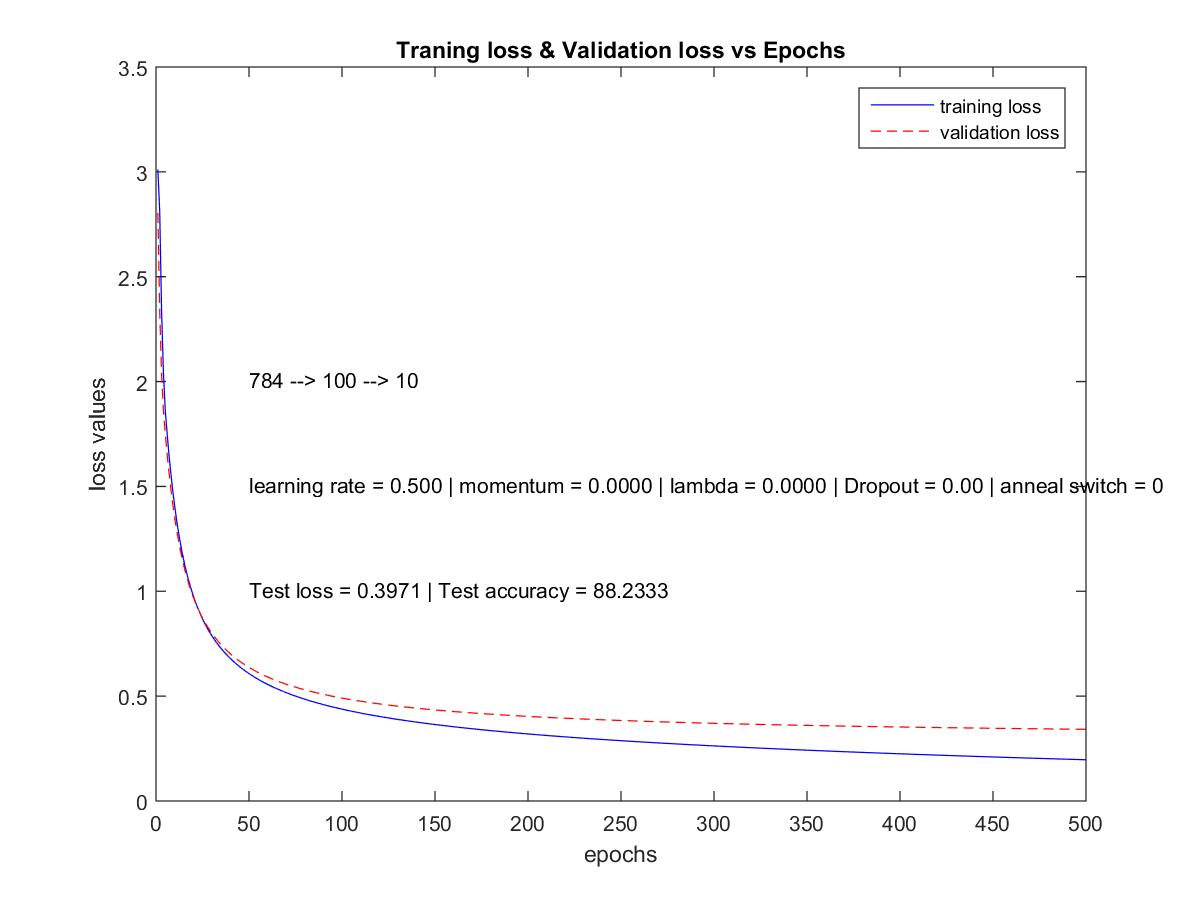 Traning loss & Validation loss vs Epochs
3.5
3
2.5
2
1.5
1
0.5
0
loss values
training loss
validation loss
784 --> 100 --> 10
learning rate = 0.500 | momentum = 0.0000 | lambda = 0.0000 | Dropout = 0.00 | anneal switch = 0
Test loss = 0.3971 | Test accuracy = 88.2333
0 50 100 150 200 250 300 350 400 450 500
epochs